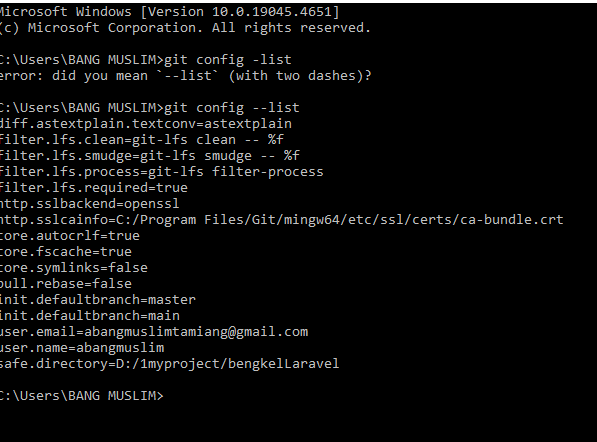 Microsoft Windows [Version 10.0.19045.4651]
(c) Microsoft Corporation. All rights reserved.
C:\Users\BANG MUSLIM>git config -list
error: did you mean `--list` (with two dashes)?
C:\Users\BANG MUSLIM>git config --list
diff.astextplain.textconv=astextplain
filter.lfs.clean=git-lfs clean -- %f
filter.lfs.smudge=git-lfs smudge -- %f
filter.lfs.process=git-lfs filter-process
filter.lfs.required=true
http.sslbackend=openssl
http.sslcainfo=C:/Program Files/Git/mingw64/etc/ssl/certs/ca-bundle.crt
core.autocrlf=true
core.fscache=true
core.symlinks=false
pull.rebase=false
init.defaultbranch=master
init.defaultbranch=main
user.email=abangmuslimtamiang@gmail.com
user.name=abangmuslim
safe.directory=D:/1myproject/bengkelLaravel
C:\Users\BANG MUSLIM>